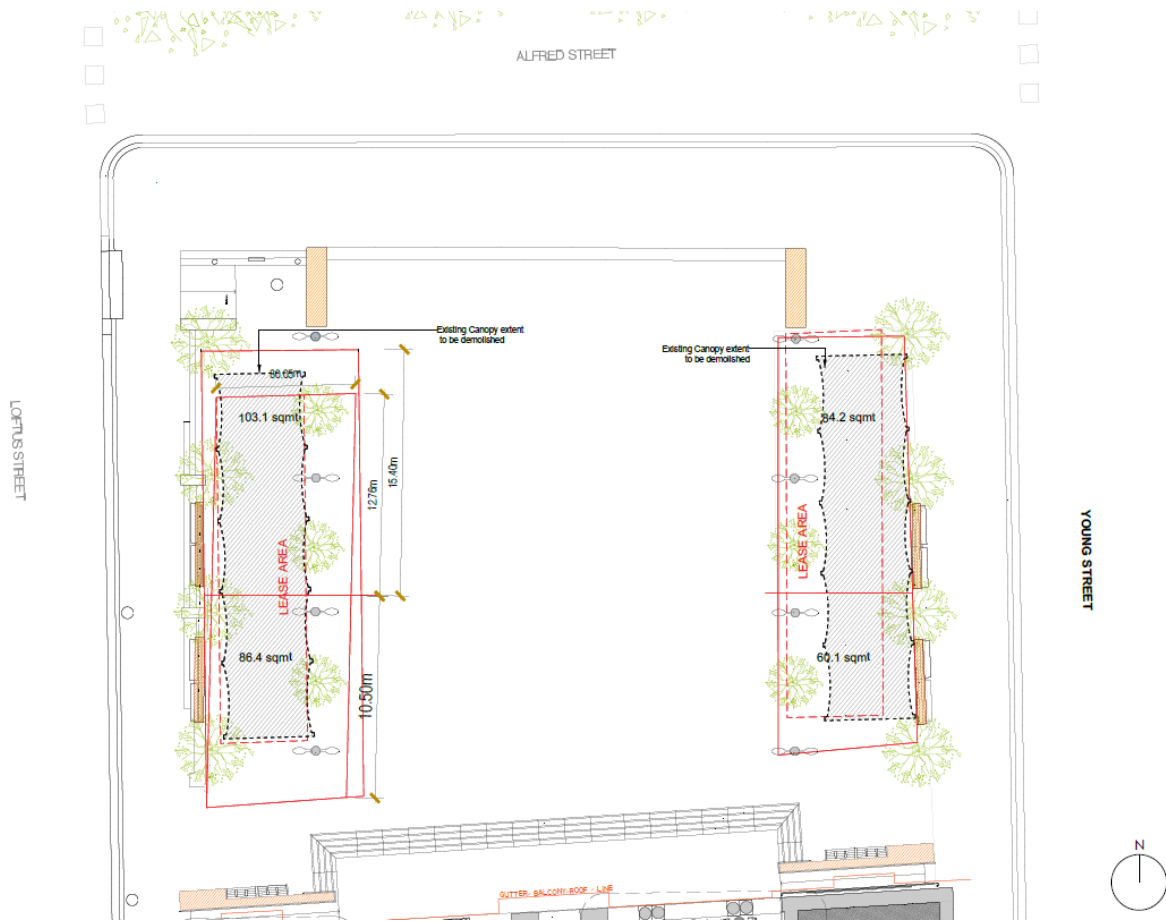 ALFRED STREET
Existing Canopy extent
to be demolished
Existing Canopy extent
to be demolished
103.1 sqmt
84.2 sqmt
12.76m
15.40m
LOFTUS STREET
LEASE AREA
LEASE AREA
YOUNG STREET
86.4 sqmt
60.1 sqmt
10.50m
N
GUTTER- BALCONY-ROOF - LINE